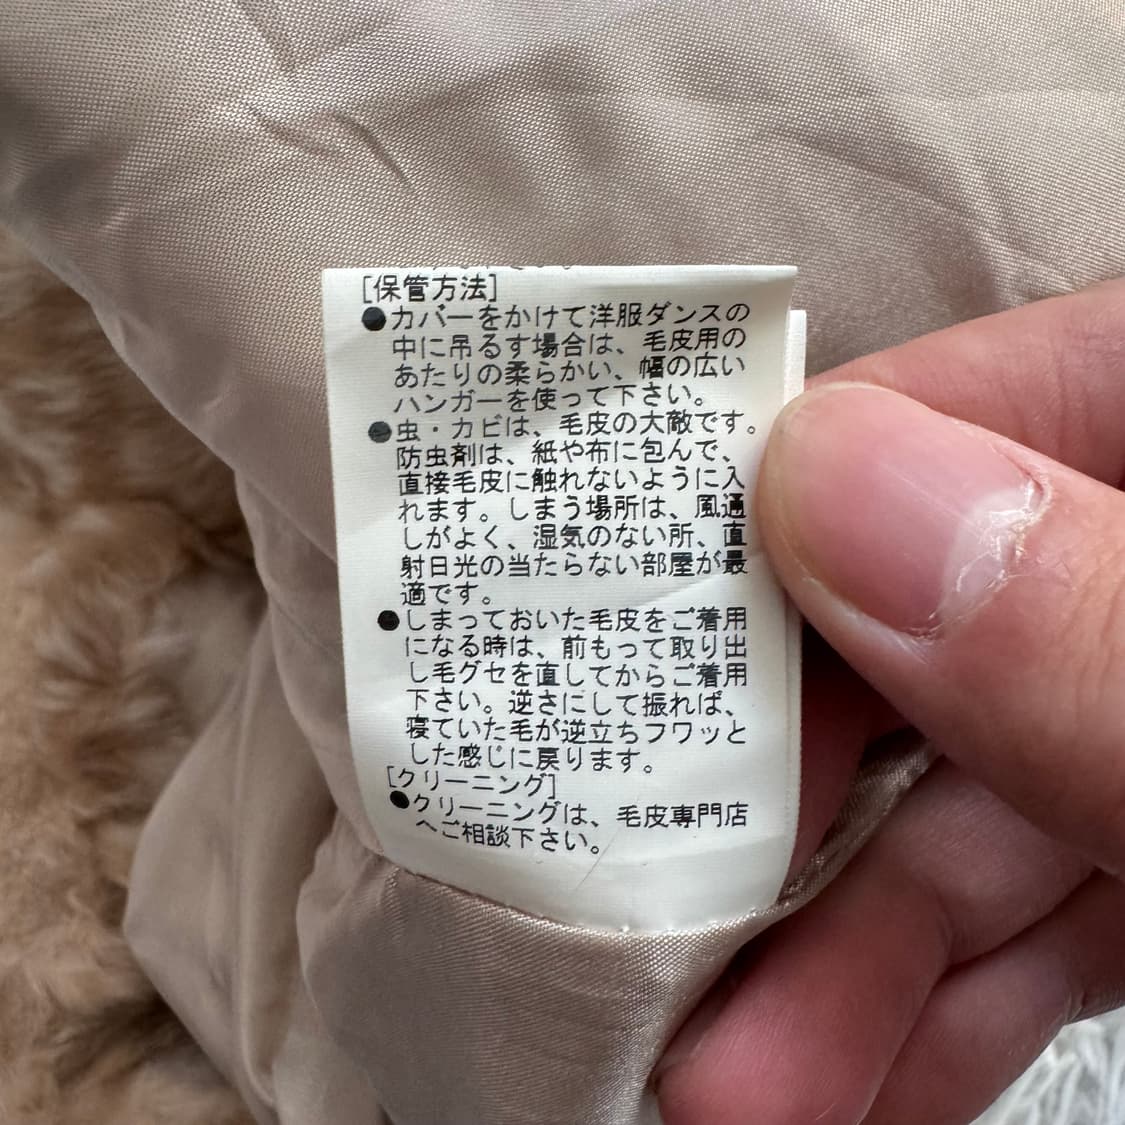 [保管方法]
●カバーをかけて洋服ダンスの
中に吊るす場合は、毛皮用の
あたりの柔らかい、幅の広い
ハンガーを使って下さい。
●虫・カビは、毛皮の大敵です。
防虫剤は、紙や布に包んで、
直接毛皮に触れないように入
れます。しまう場所は、風通
しがよく、湿気のない所、直
射日光の当たらない部屋が最
適です。
●しまっておいた毛皮をご着用
になる時は、前もって取り出
し毛グセを直してからご着用
下さい。逆さにして振れば、
寝ていた毛が逆立ちフワッと
した感じに戻ります。
[クリーニング]
●クリーニングは、毛皮専門店
へご相談下さい。